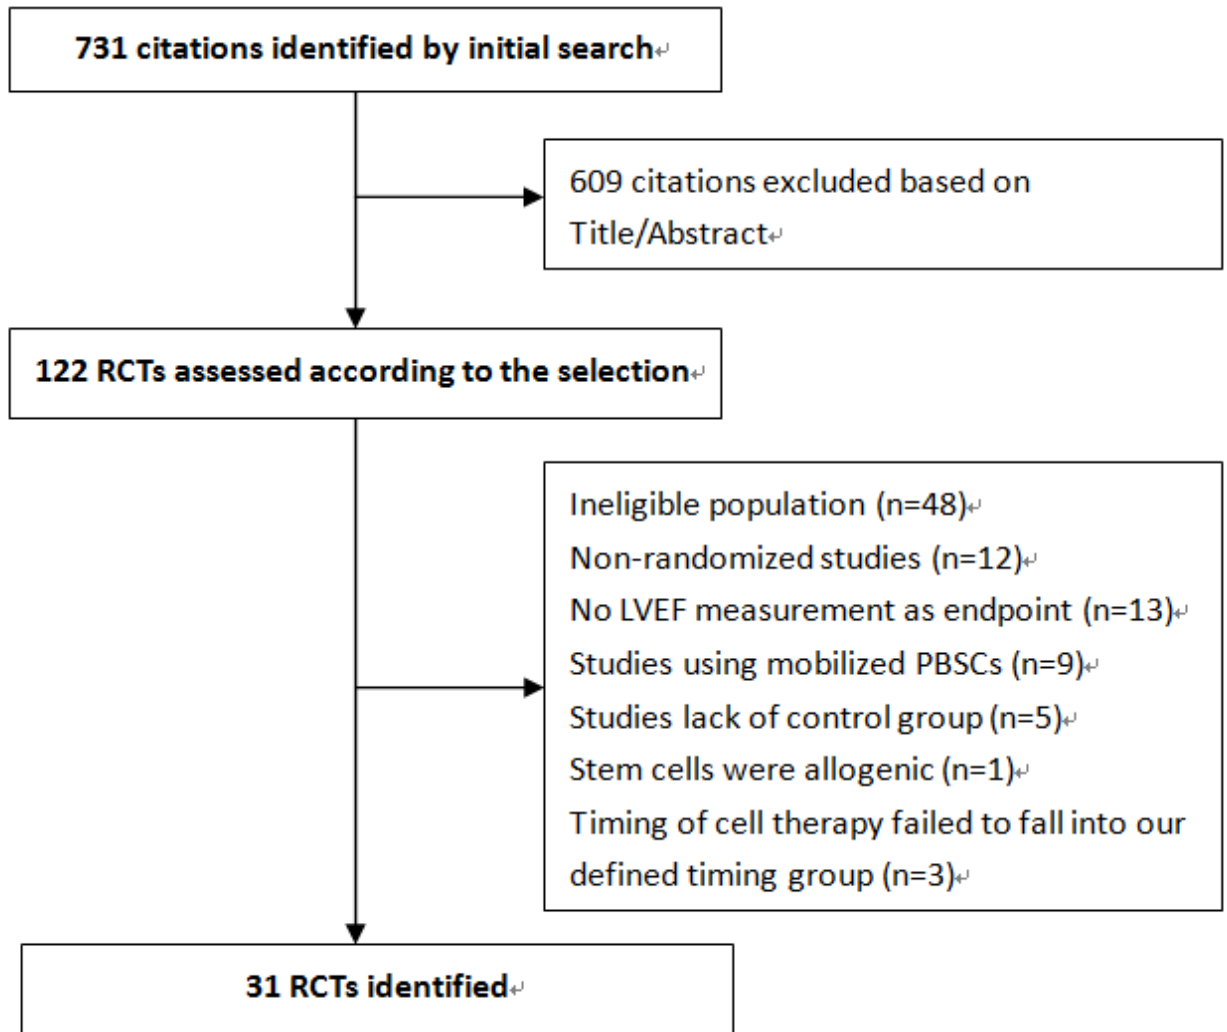 731 citations identified by initial search↵
609 citations excluded based on
Title/Abstract↵
122 RCTs assessed according to the selection↵
Ineligible population (n=48)↵
Non-randomized studies (n=12)↵
No LVEF measurement as endpoint (n=13)↵
Studies using mobilized PBSCs (n=9)↵
Studies lack of control group (n=5)↵
Stem cells were allogenic (n=1)↵
Timing of cell therapy failed to fall into our
defined timing group (n=3)↵
31 RCTs identified↵